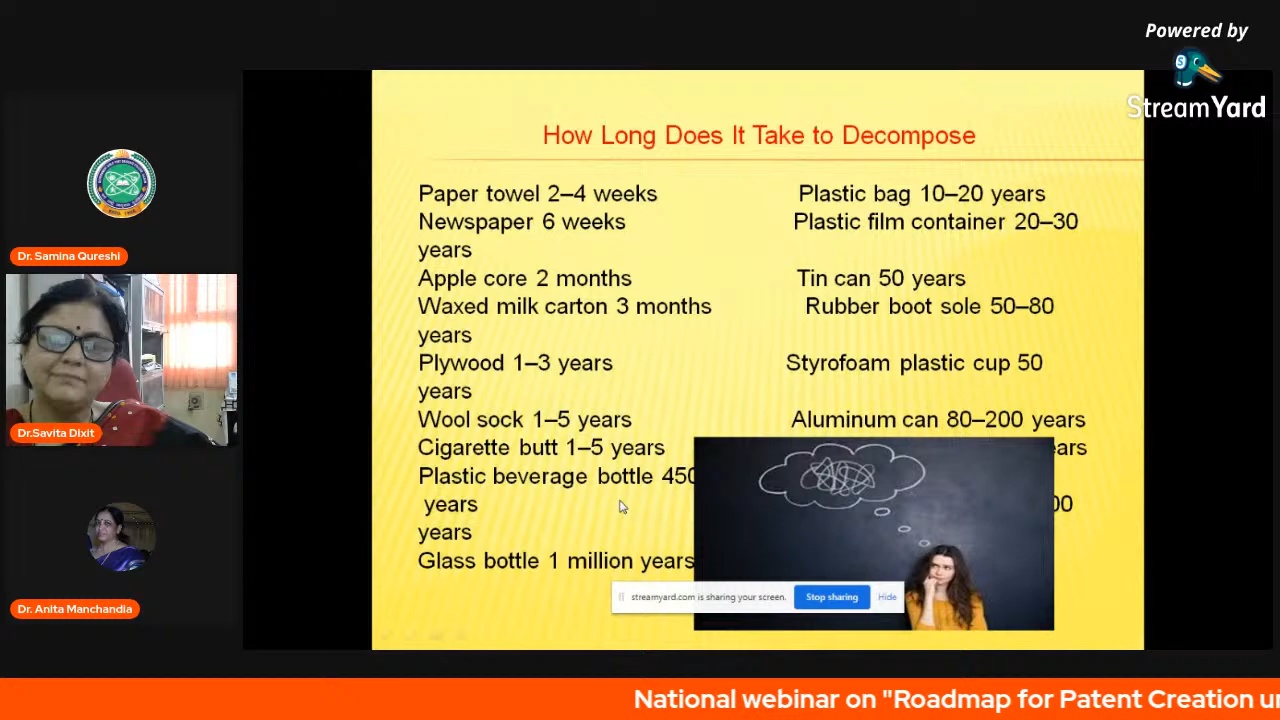 Powered by
StreamYard
How Long Does It Take to Decompose
Paper towel 2–4 weeks Plastic bag 10–20 years
Newspaper 6 weeks Plastic film container 20–30
years
Apple core 2 months Tin can 50 years
Waxed milk carton 3 months Rubber boot sole 50–80
years
Plywood 1–3 years Styrofoam plastic cup 50
years
Wool sock 1–5 years Aluminum can 80–200 years
Cigarette butt 1–5 years
Plastic beverage bottle 450
years
years
Glass bottle 1 million years
streamyard.com is sharing your screen. Stop sharing Hide
Dr. Samina Qureshi
Dr.Savita Dixit
Dr. Anita Manchandia
National webinar on "Roadmap for Patent Creation